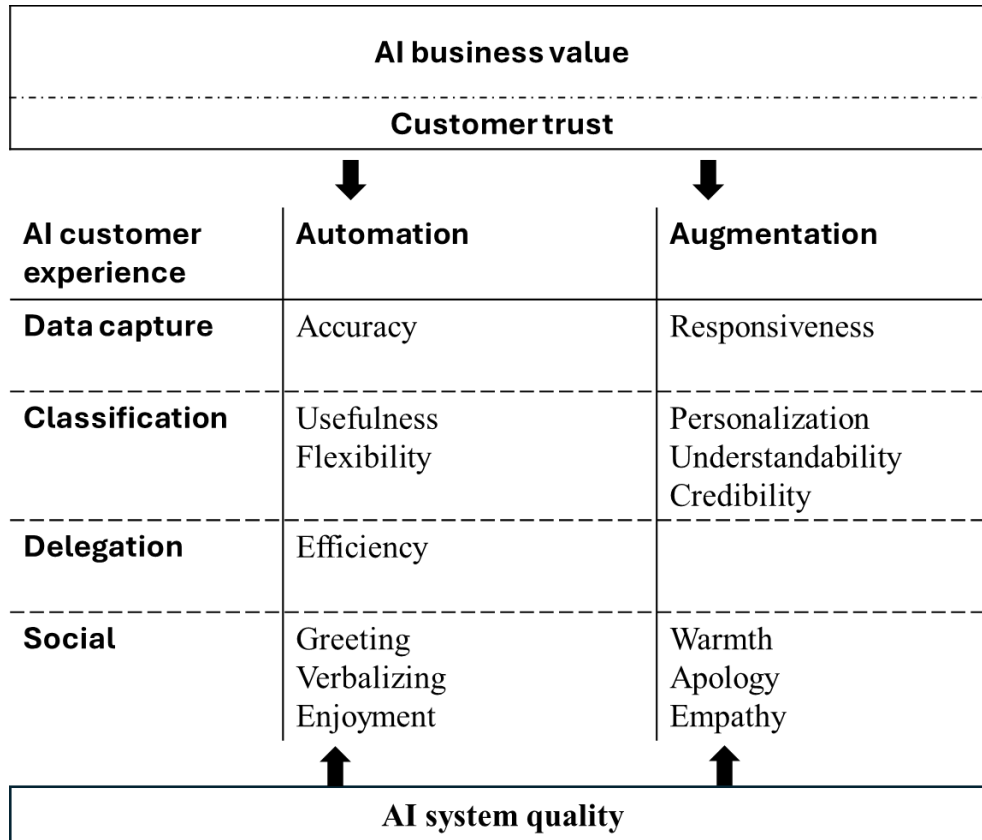 AI business value
Customer trust
AI customer experience
Automation
Augmentation
Data capture
Accuracy
Responsiveness
Classification
Usefulness
Flexibility
Personalization
Understandability
Credibility
Delegation
Efficiency
Social
Greeting
Verbalizing
Enjoyment
Warmth
Apology
Empathy
AI system quality